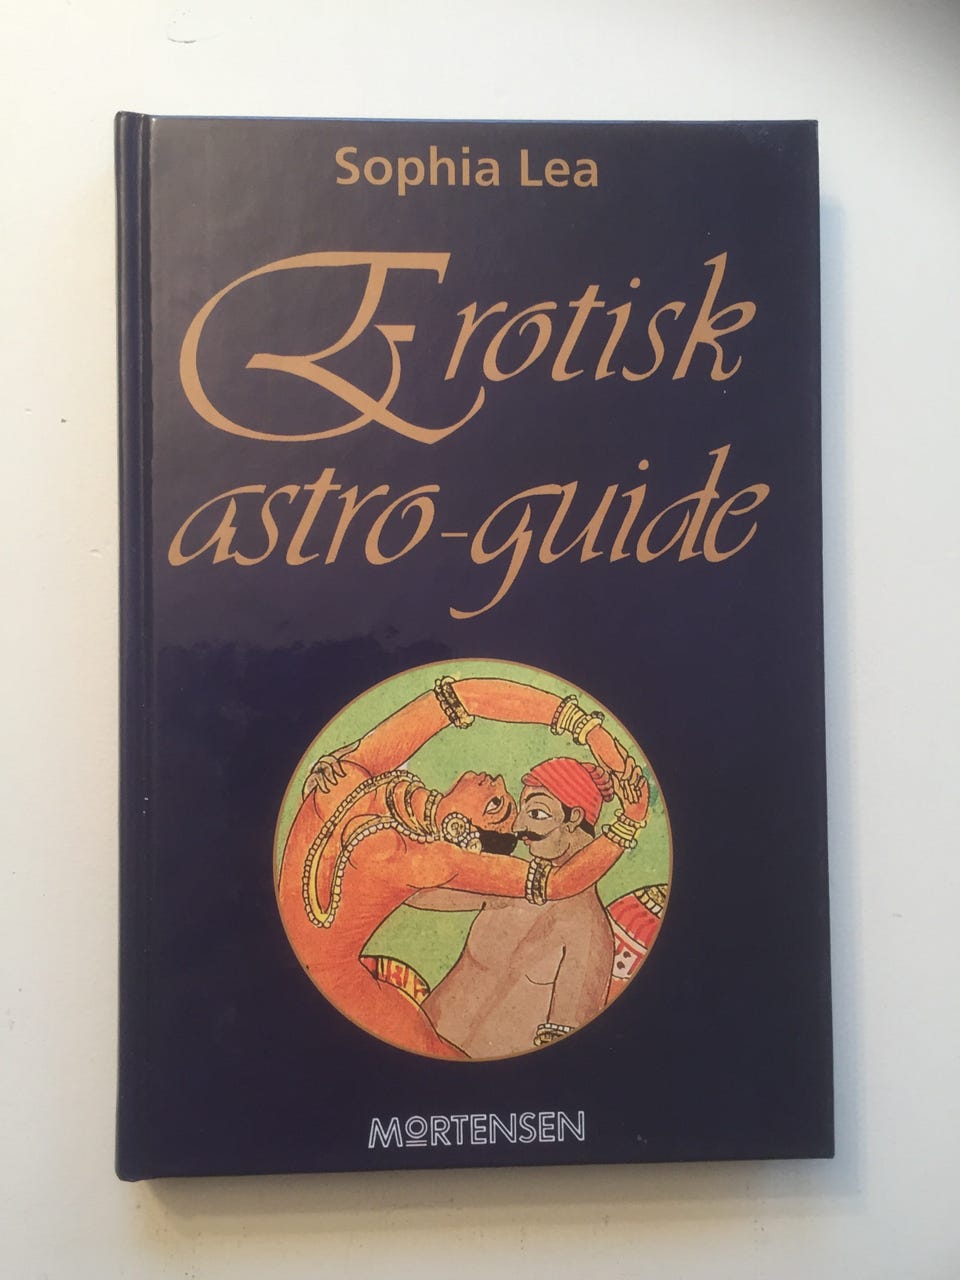 Sophia Lea
Erotisk
astro-guide
MORTENSEN